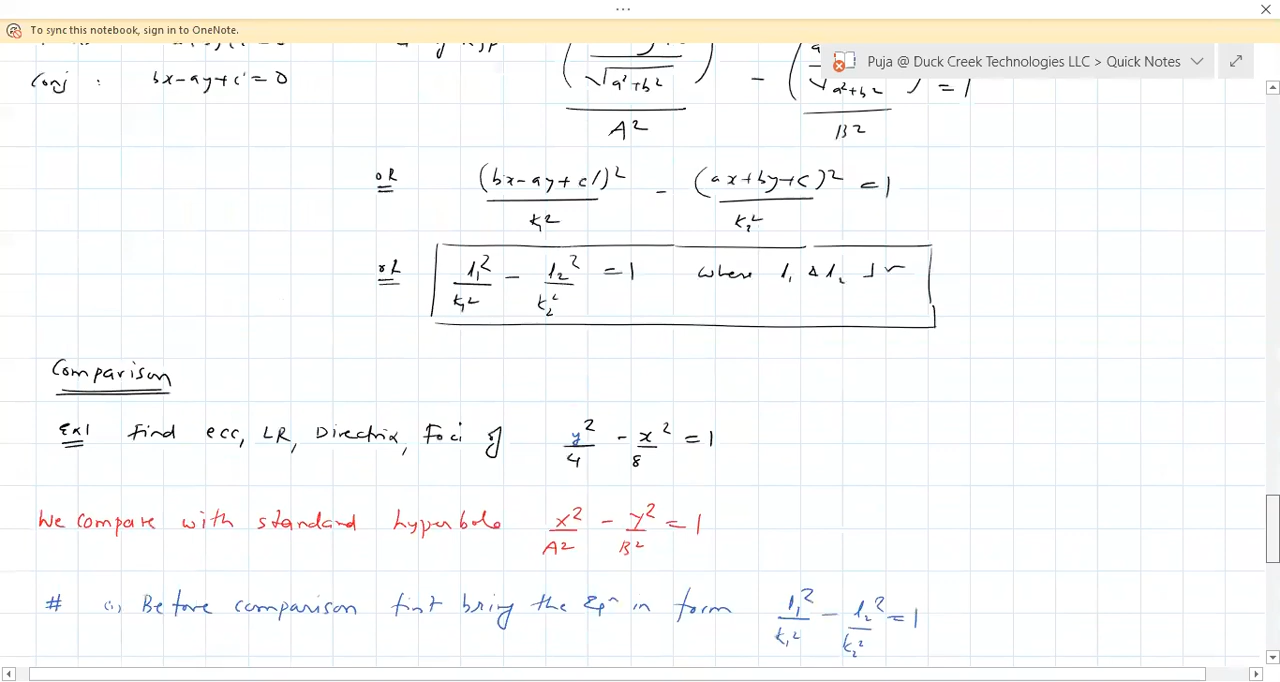 ...
To sync this notebook, sign in to OneNote.
Puja @ Duck Creek Technologies LLC > Quick Notes
Conj : bx-ay+c'=0
√a²+b² / A² - √a²+b² / B² = 1
oR (bx-ay+c')²/k₁² - (ax+by+c)²/k₂² = 1
oR l₁²/k₁² - l₂²/k₂² = 1 where l₁ & l₂ ⊥r
Comparison
Ex1 Find ecc, LR, Directrix, Foci of y²/4 - x²/8 = 1
We compare with standard hyperbola x²/A² - y²/B² = 1
# (i) Before comparison first bring the Eqn in form l₁²/k₁² - l₂²/k₂² = 1